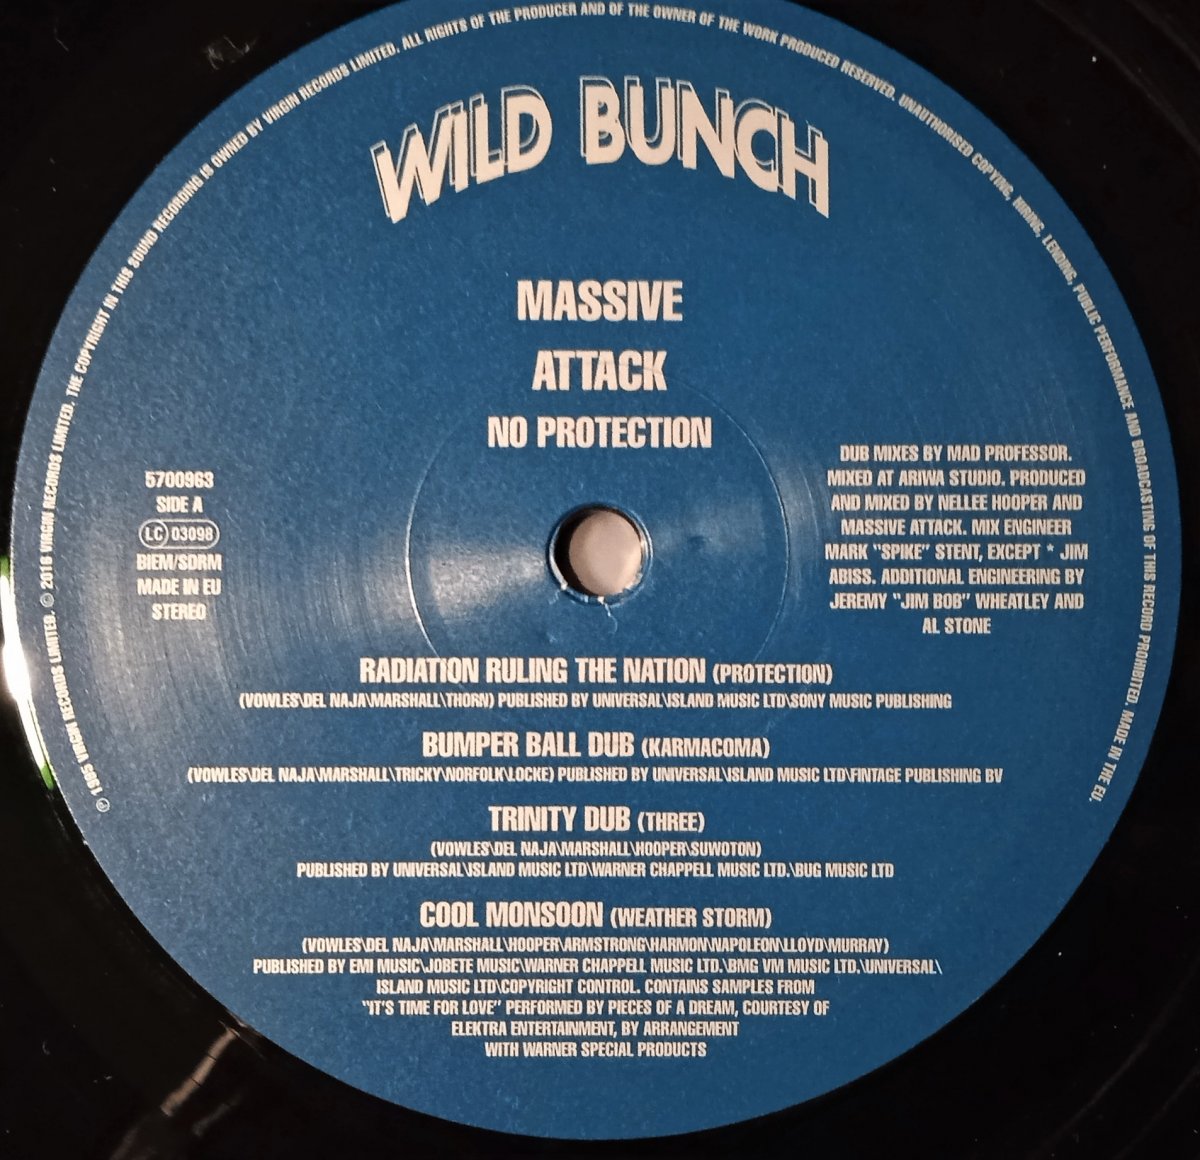 ℗ 1995 VIRGIN RECORDS LIMITED. © 2016 VIRGIN RECORDS LIMITED. THE COPYRIGHT IN THIS SOUND RECORDING IS OWNED BY VIRGIN RECORDS LIMITED. ALL RIGHTS OF THE PRODUCER AND OF THE OWNER OF THE WORK PRODUCED RESERVED. UNAUTHORISED COPYING, HIRING, LENDING, PUBLIC PERFORMANCE AND BROADCASTING OF THIS RECORD PROHIBITED. MADE IN THE EU.
WILD BUNCH
MASSIVE
ATTACK
NO PROTECTION
5700963
SIDE A
LC 03098
BIEM/SDRM
MADE IN EU
STEREO
DUB MIXES BY MAD PROFESSOR.
MIXED AT ARIWA STUDIO. PRODUCED
AND MIXED BY NELLEE HOOPER AND
MASSIVE ATTACK. MIX ENGINEER
MARK "SPIKE" STENT, EXCEPT * JIM
ABISS. ADDITIONAL ENGINEERING BY
JEREMY "JIM BOB" WHEATLEY AND
AL STONE
RADIATION RULING THE NATION (PROTECTION)
(VOWLES\DEL NAJA\MARSHALL\THORN) PUBLISHED BY UNIVERSAL\ISLAND MUSIC LTD\SONY MUSIC PUBLISHING
BUMPER BALL DUB (KARMACOMA)
(VOWLES\DEL NAJA\MARSHALL\TRICKY\NORFOLK\LOCKE) PUBLISHED BY UNIVERSAL\ISLAND MUSIC LTD\FINTAGE PUBLISHING BV
TRINITY DUB (THREE)
(VOWLES\DEL NAJA\MARSHALL\HOOPER\SUWOTON)
PUBLISHED BY UNIVERSAL\ISLAND MUSIC LTD\WARNER CHAPPELL MUSIC LTD.\BUG MUSIC LTD
COOL MONSOON (WEATHER STORM)
(VOWLES\DEL NAJA\MARSHALL\HOOPER\ARMSTRONG\HARMON\NAPOLEON\LLOYD\MURRAY)
PUBLISHED BY EMI MUSIC\JOBETE MUSIC\WARNER CHAPPELL MUSIC LTD.\BMG VM MUSIC LTD.\UNIVERSAL\
ISLAND MUSIC LTD\COPYRIGHT CONTROL. CONTAINS SAMPLES FROM
"IT'S TIME FOR LOVE" PERFORMED BY PIECES OF A DREAM, COURTESY OF
ELEKTRA ENTERTAINMENT, BY ARRANGEMENT
WITH WARNER SPECIAL PRODUCTS